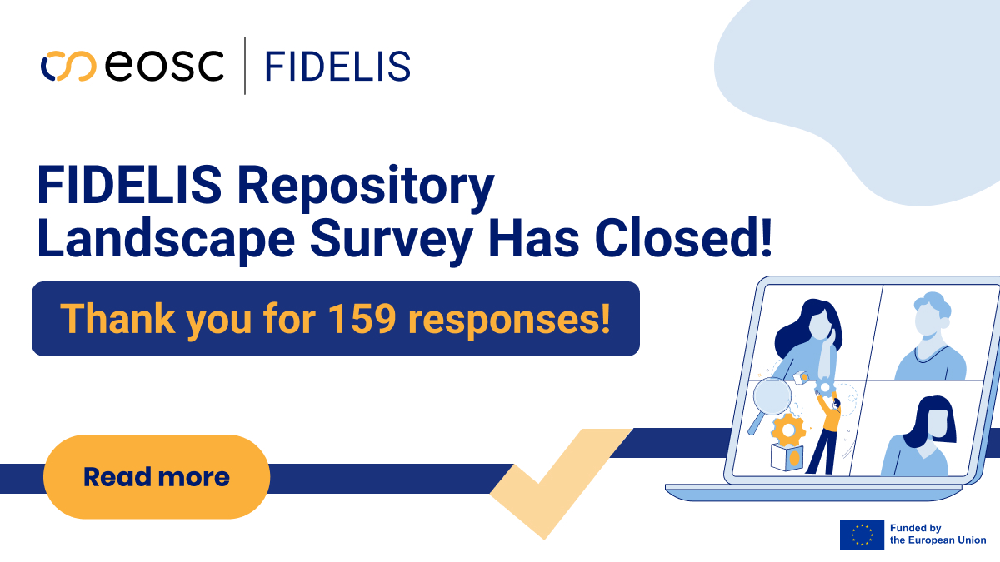 eosc | FIDELIS
FIDELIS Repository
Landscape Survey Has Closed!
Thank you for 159 responses!
Read more
Funded by
the European Union